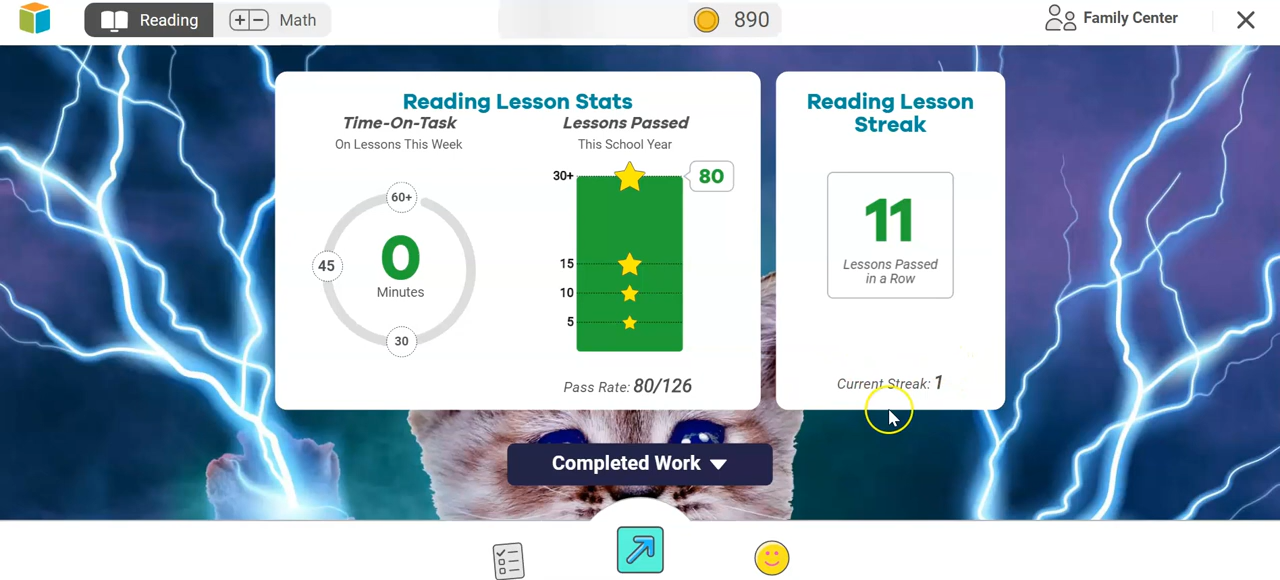 Reading
Math
890
Family Center
Reading Lesson Stats
Time-On-Task
On Lessons This Week
60+
45
0
Minutes
30
Lessons Passed
This School Year
30+
80
15
10
5
Pass Rate: 80/126
Reading Lesson
Streak
11
Lessons Passed
in a Row
Current Streak: 1
Completed Work